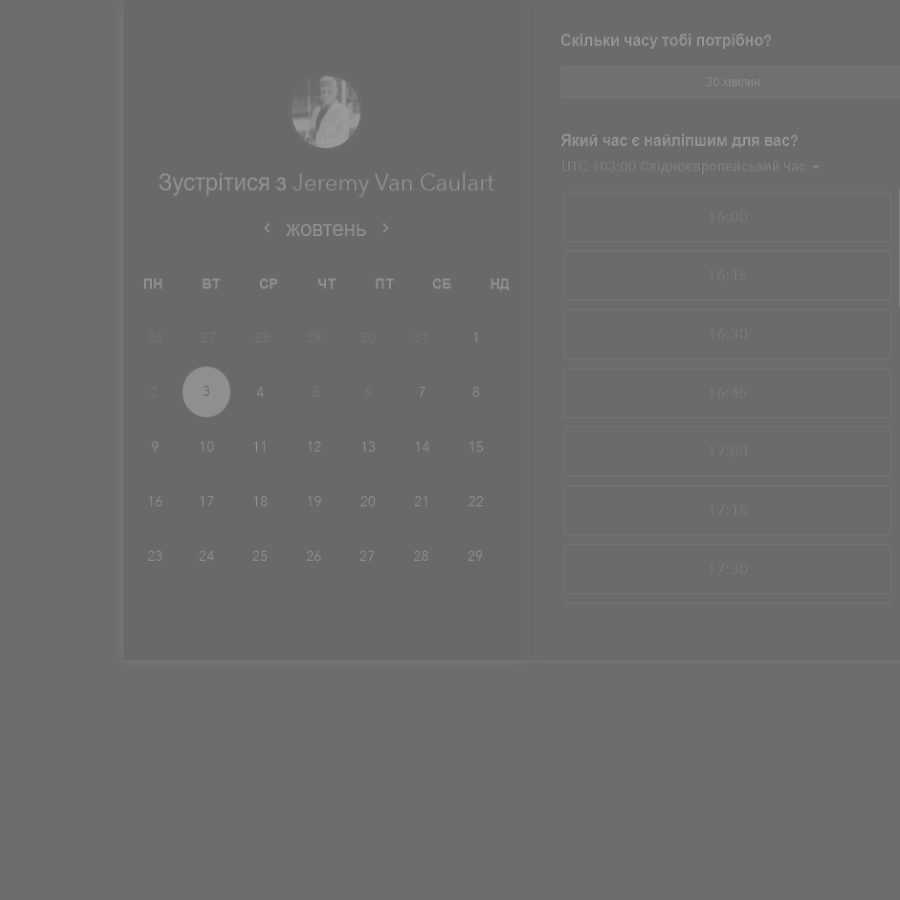 Зустрітися з Jeremy Van Caulart
жовтень
ПН ВТ СР ЧТ ПТ СБ НД
26 27 28 29 30 31 1
2 3 4 5 6 7 8
9 10 11 12 13 14 15
16 17 18 19 20 21 22
23 24 25 26 27 28 29
Скільки часу тобі потрібно?
30 хвилин
Який час є найліпшим для вас?
UTC +03:00 Східноєвропейський час
16:00
16:15
16:30
16:45
17:00
17:15
17:30